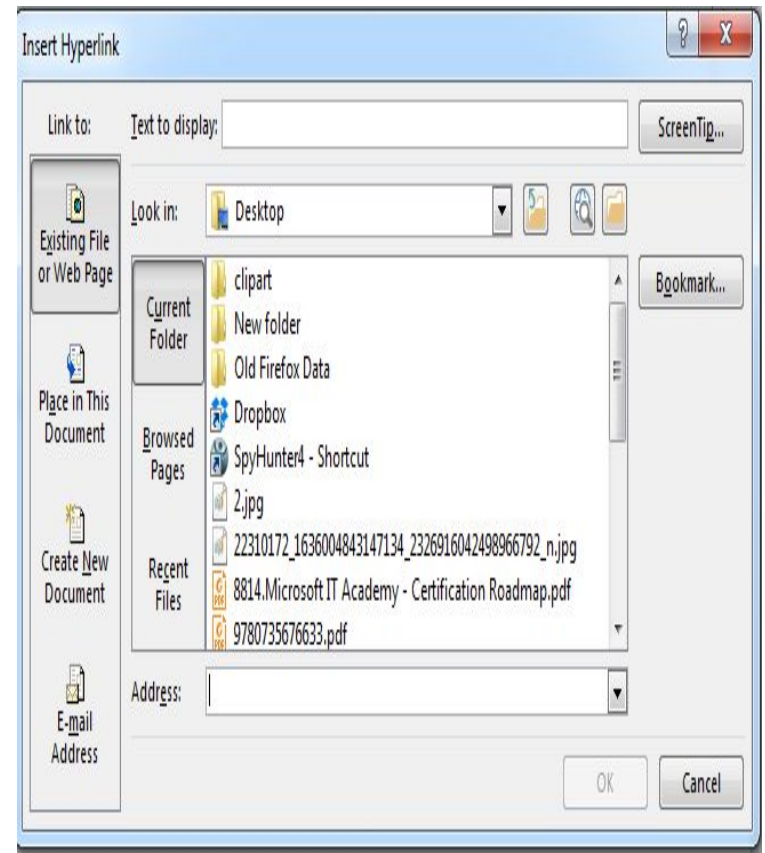 Insert Hyperlink
?
X
Link to:
Text to display:
ScreenTip...
Existing File
or Web Page
Look in:
Desktop
Bookmark...
Current
Folder
clipart
New folder
Old Firefox Data
Place in This
Document
Browsed
Pages
Dropbox
SpyHunter4 - Shortcut
2.jpg
22310172_1636004843147134_2326916042498966792_n.jpg
Create New
Document
Recent
Files
8814.Microsoft IT Academy - Certification Roadmap.pdf
9780735676633.pdf
E-mail
Address
Address:
OK
Cancel